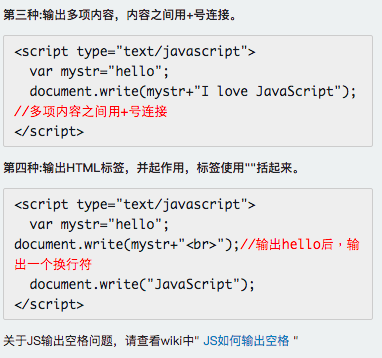 第三种:输出多项内容，内容之间用+号连接。
<script type="text/javascript">
  var mystr="hello";
  document.write(mystr+"I love JavaScript");
//多项内容之间用+号连接
</script>
第四种:输出HTML标签，并起作用，标签使用""括起来。
<script type="text/javascript">
  var mystr="hello";
document.write(mystr+"<br>");//输出hello后，输
出一个换行符
  document.write("JavaScript");
</script>
关于JS输出空格问题，请查看wiki中" JS如何输出空格 "